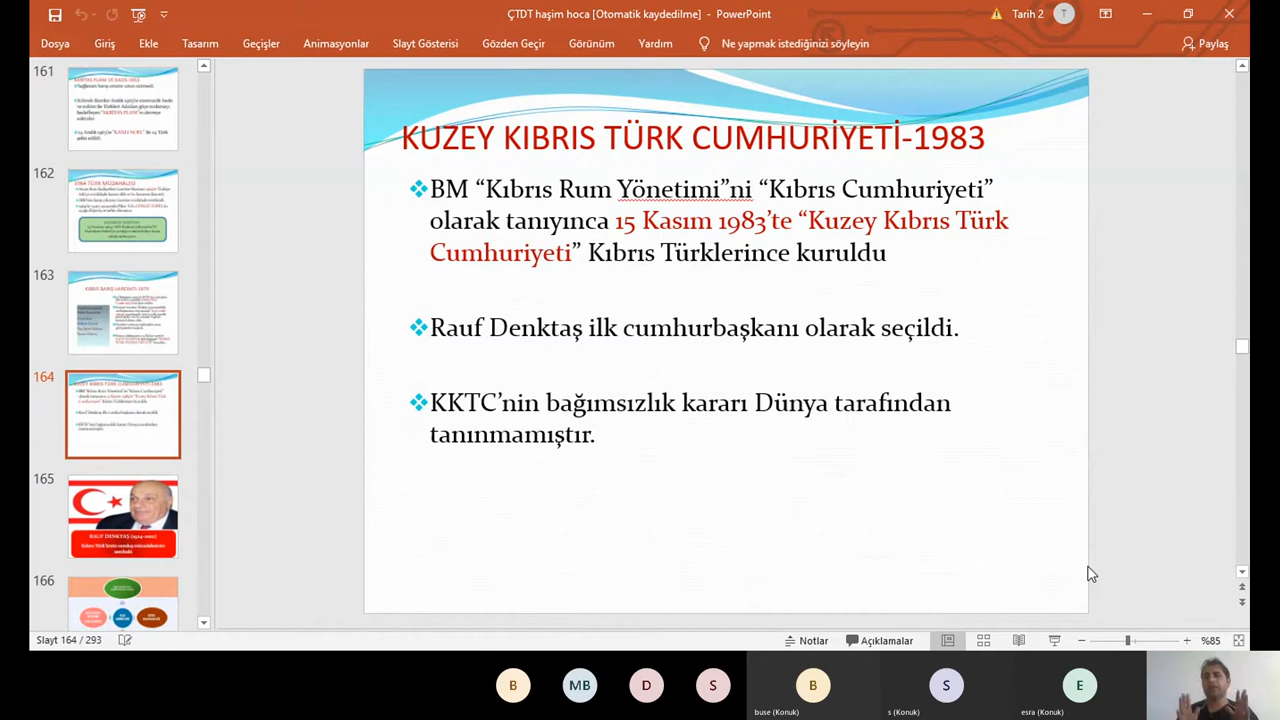 ÇTDT haşim hoca [Otomatik kaydedilme] - PowerPoint
Tarih 2
T
Dosya Giriş Ekle Tasarım Geçişler Animasyonlar Slayt Gösterisi Gözden Geçir Görünüm Yardım Ne yapmak istediğinizi söyleyin Paylaş
161
162
163
164
165
RAUF DENKTAŞ
166
KUZEY KIBRIS TÜRK CUMHURİYETİ-1983
BM “Kıbrıs Rum Yönetimi”ni “Kıbrıs Cumhuriyeti”
olarak tanıyınca 15 Kasım 1983’te “Kuzey Kıbrıs Türk
Cumhuriyeti” Kıbrıs Türklerince kuruldu
Rauf Denktaş ilk cumhurbaşkanı olarak seçildi.
KKTC’nin bağımsızlık kararı Dünya tarafından
tanınmamıştır.
Slayt 164 / 293
Notlar Açıklamalar %85
B MB D S B S E
buse (Konuk) s (Konuk) esra (Konuk)